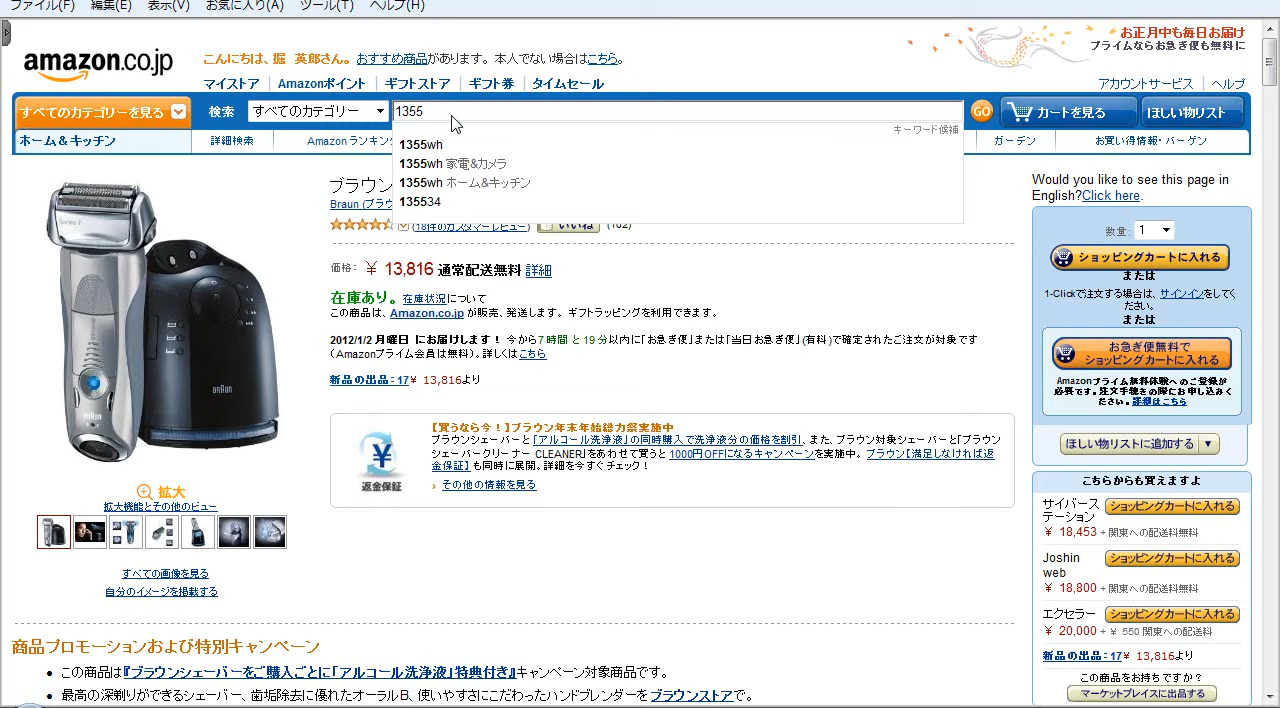 ファイル(F) 編集(E) 表示(V) お気に入り(A) ツール(T) ヘルプ(H)
お正月中も毎日お届け
プライムならお急ぎ便も無料に
amazon.co.jp
こんにちは、堀 英郎さん。おすすめ商品があります。本人でない場合はこちら。
マイストア Amazonポイント ギフトストア ギフト券 タイムセール
アカウントサービス ヘルプ
すべてのカテゴリーを見る 検索 すべてのカテゴリー 1355 GO カートを見る ほしい物リスト
ホーム&キッチン 詳細検索 Amazon ランキン ガーデン お買い得情報・バーゲン
キーワード候補
1355wh
1355wh 家電&カメラ
1355wh ホーム&キッチン
135534
ブラウン
Braun (ブラウ
(18件のカスタマーレビュー) いいね (102)
価格: ¥ 13,816 通常配送無料 詳細
在庫あり。 在庫状況について
この商品は、Amazon.co.jp が販売、発送します。 ギフトラッピングを利用できます。
2012/1/2 月曜日 にお届けします! 今から7 時間 と 19 分以内に「お急ぎ便」または「当日お急ぎ便」(有料)で確定されたご注文が対象です
(Amazonプライム会員は無料)。詳しくはこちら
新品の出品:17¥ 13,816より
【買うなら今!】ブラウン年末年始総力祭実施中
ブラウンシェーバーと「アルコール洗浄液」の同時購入で洗浄液分の価格を割引、また、ブラウン対象シェーバーと「ブラウン
シェーバークリーナー CLEANER」をあわせて買うと1000円OFFになるキャンペーンを実施中。ブラウン【満足しなければ返
金保証】も同時に展開。詳細を今すぐチェック!
› その他の情報を見る
¥
返金保証
Series 7
BRAUN
BRAUN
拡大
拡大機能とその他のビュー
すべての画像を見る
自分のイメージを掲載する
商品プロモーションおよび特別キャンペーン
• この商品は『ブラウンシェーバーをご購入ごとに「アルコール洗浄液」特典付き』キャンペーン対象商品です。
• 最高の深剃りができるシェーバー、歯垢除去に優れたオーラルB、使いやすさにこだわったハンドブレンダーをブラウンストアで。
Would you like to see this page in
English?Click here.
数量: 1
ショッピングカートに入れる
または
1-Clickで注文する場合は、サインインをしてく
ださい。
または
お急ぎ便無料で
ショッピングカートに入れる
Amazonプライム無料体験へのご登録が
必要です。注文手続きの際にお申し込みく
ださい。詳細はこちら
ほしい物リストに追加する ▼
こちらからも買えますよ
サイバース
テーション ショッピングカートに入れる
¥ 18,453 + 関東への配送料無料
Joshin
web ショッピングカートに入れる
¥ 18,800 + 関東への配送料無料
エクセラー ショッピングカートに入れる
¥ 20,000 + ¥ 550 関東への配送料
新品の出品:17¥ 13,816より
この商品をお持ちですか?
マーケットプレイスに出品する